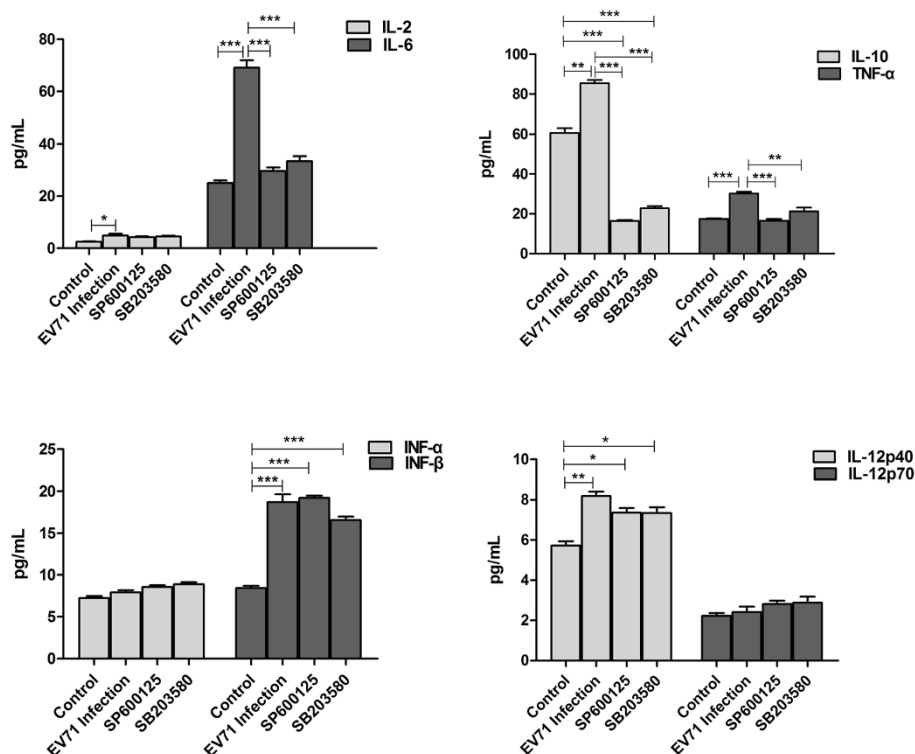 IL-2
IL-6
***
***
***
*
80
60
40
20
0
pg/mL
Control
EV71 Infection
SP600125
SB203580
Control
EV71 Infection
SP600125
SB203580
IL-10
TNF-α
***
***
***
**
***
**
***
***
100
80
60
40
20
0
pg/mL
Control
EV71 Infection
SP600125
SB203580
Control
EV71 Infection
SP600125
SB203580
INF-α
INF-β
***
***
***
25
20
15
10
5
0
pg/mL
Control
EV71 Infection
SP600125
SB203580
Control
EV71 Infection
SP600125
SB203580
IL-12p40
IL-12p70
*
*
**
8
6
4
2
0
pg/mL
Control
EV71 Infection
SP600125
SB203580
Control
EV71 Infection
SP600125
SB203580